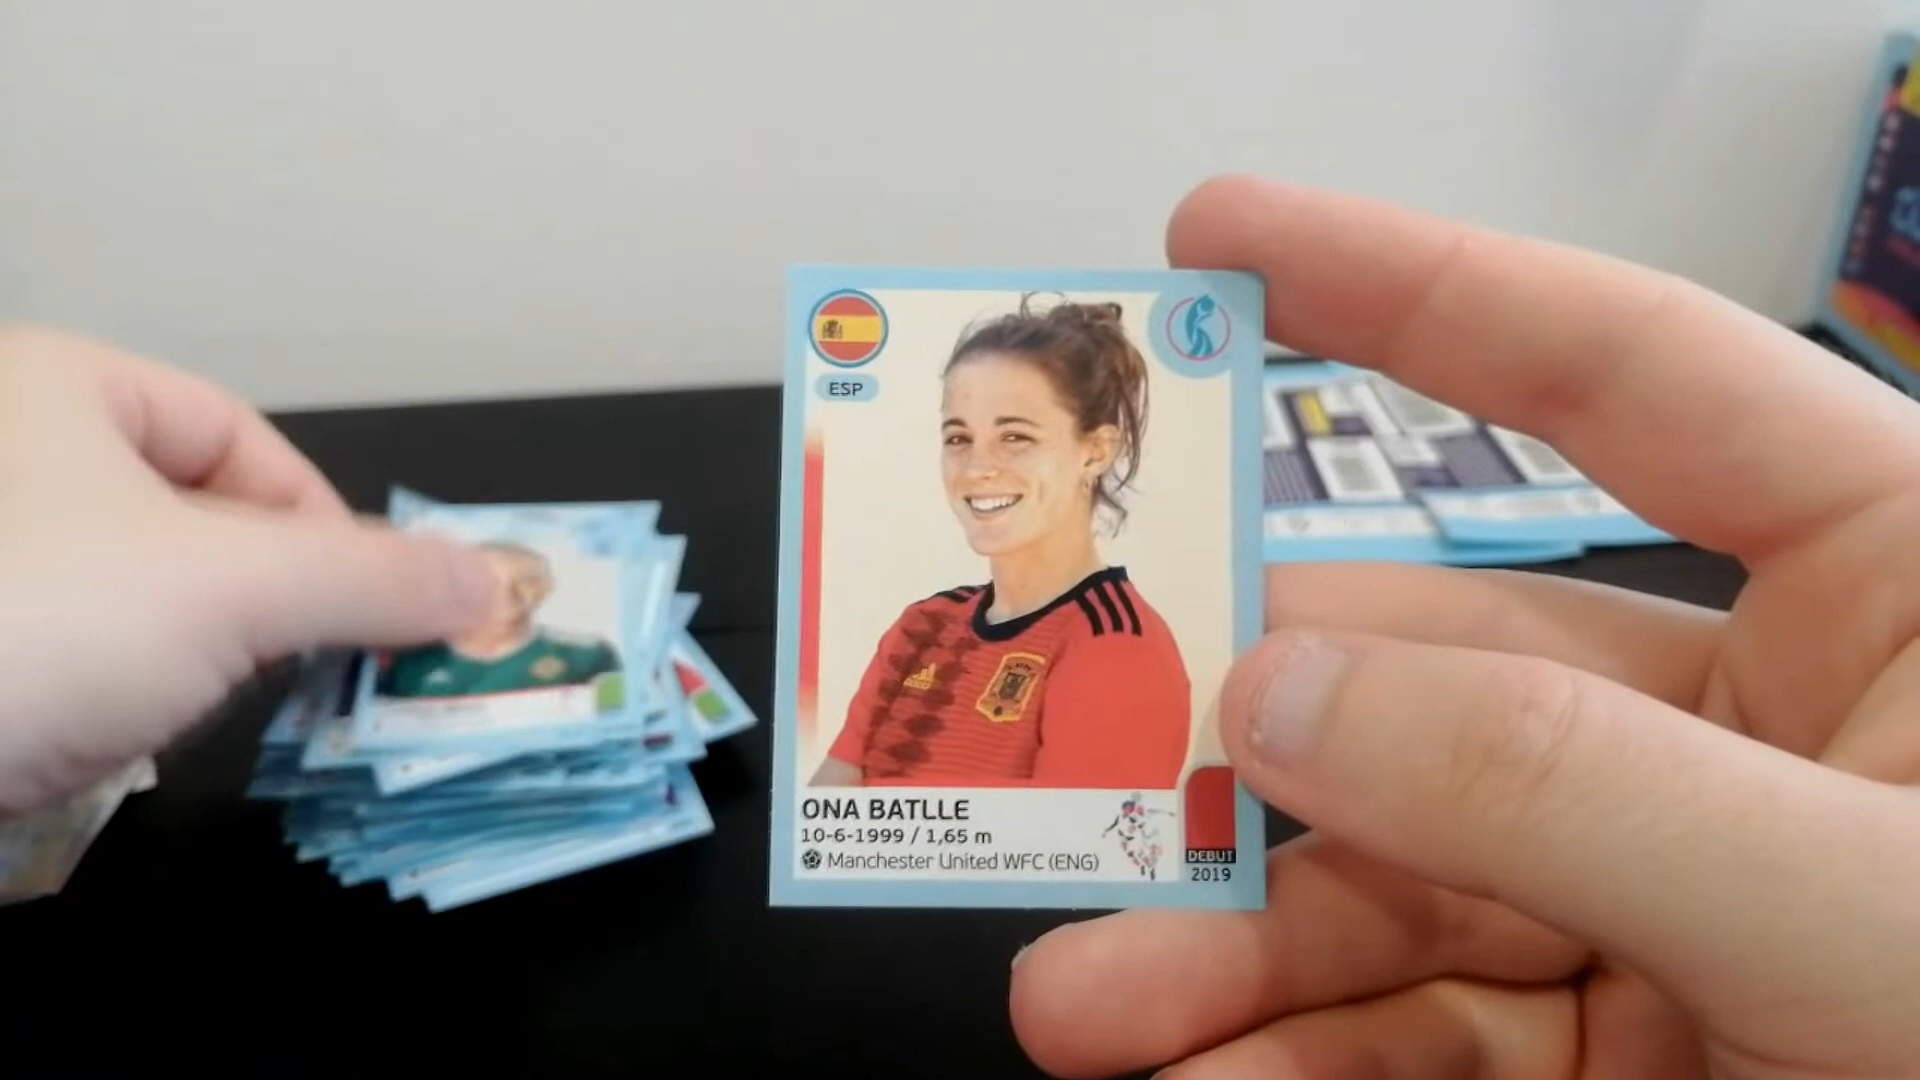 ESP
ONA BATLLE
10-6-1999 / 1,65 m
Manchester United WFC (ENG)
DEBUT
2019